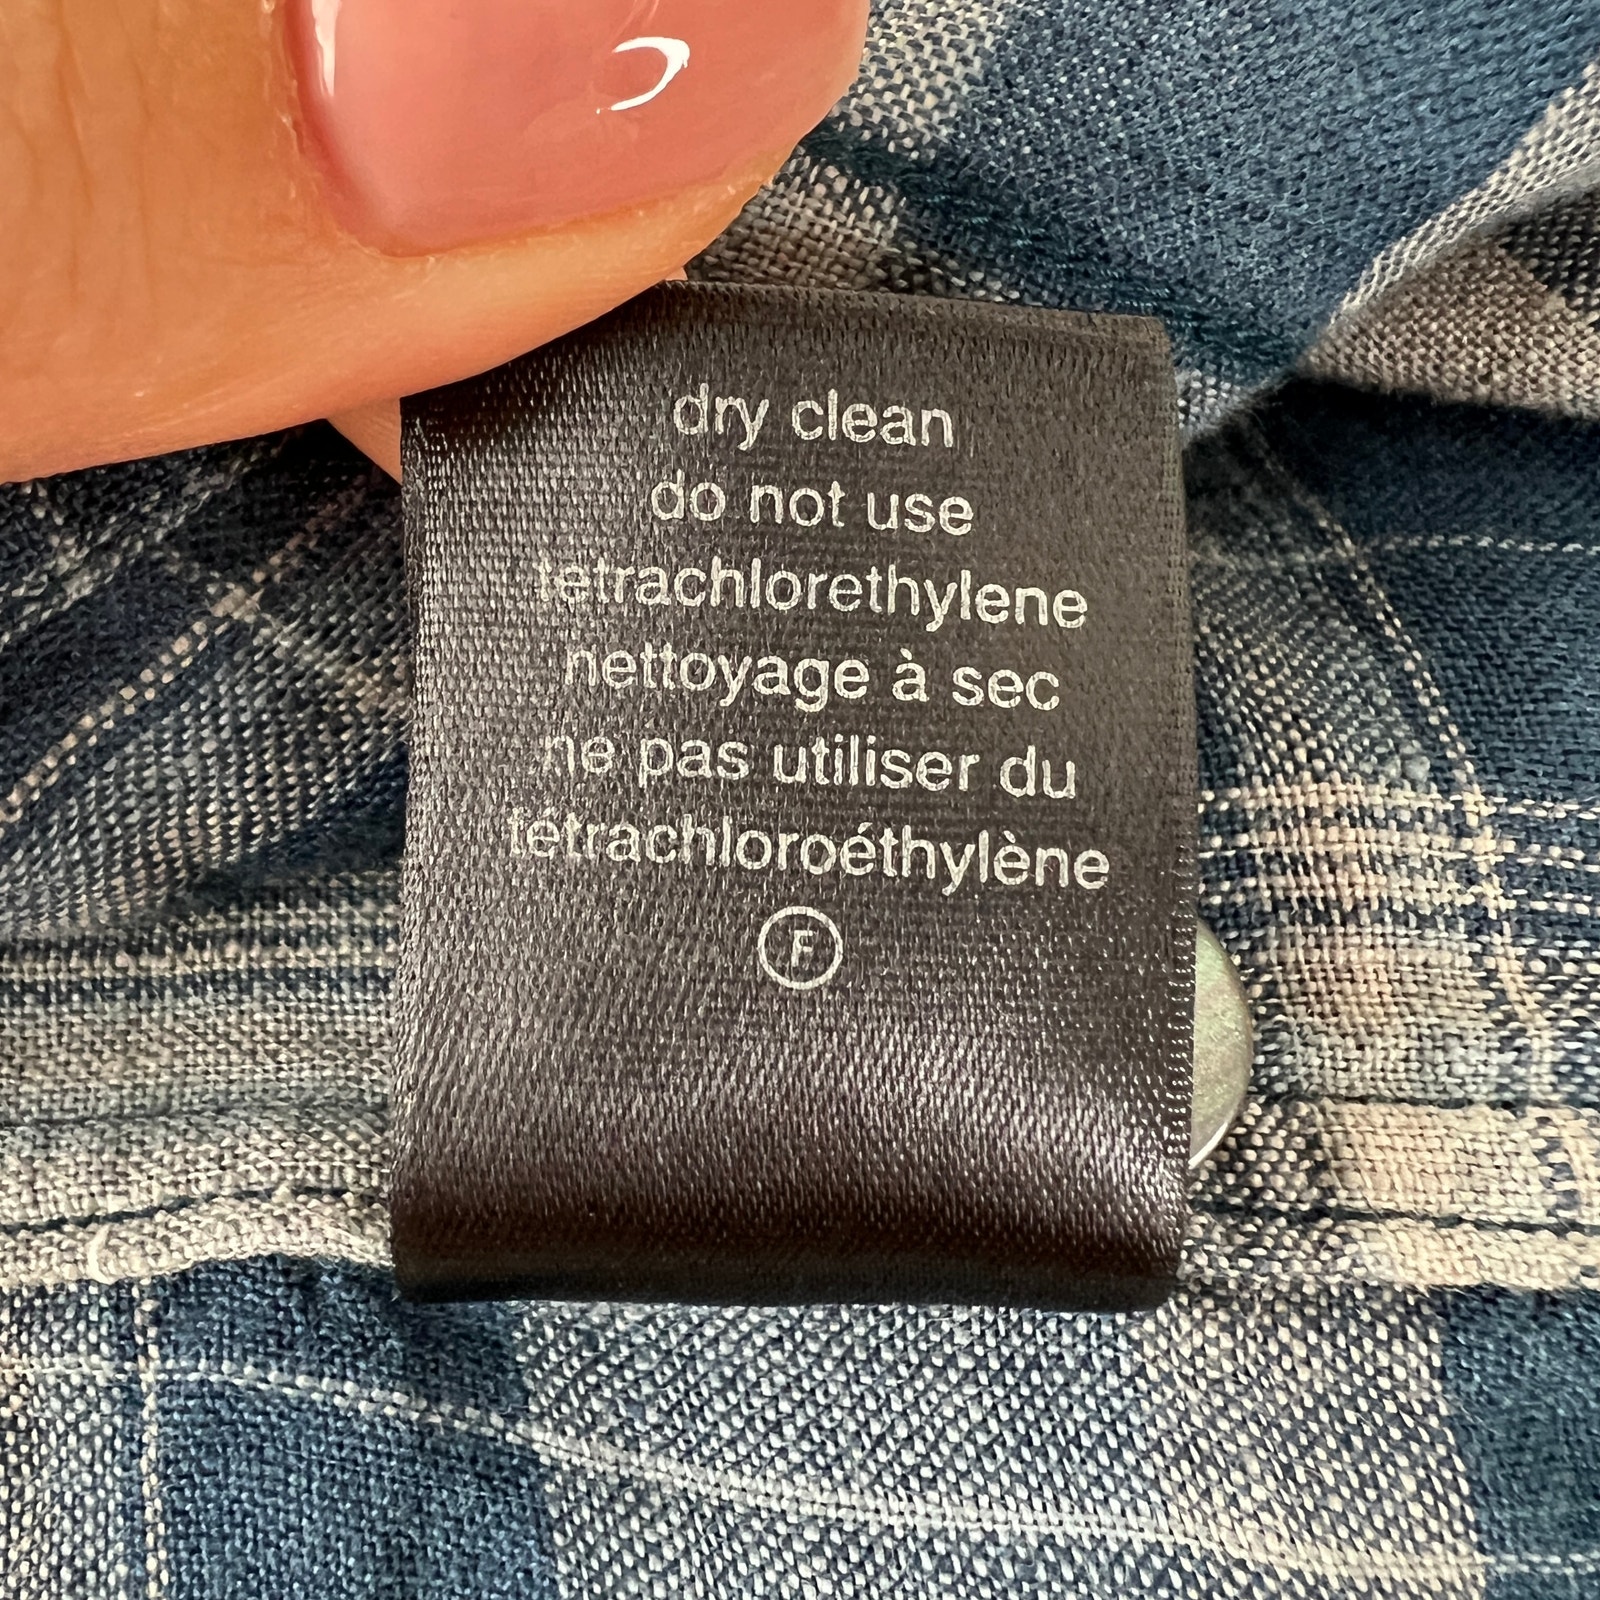 dry clean
do not use
tetrachlorethylene
nettoyage à sec
ne pas utiliser du
tétrachloroéthylène
F